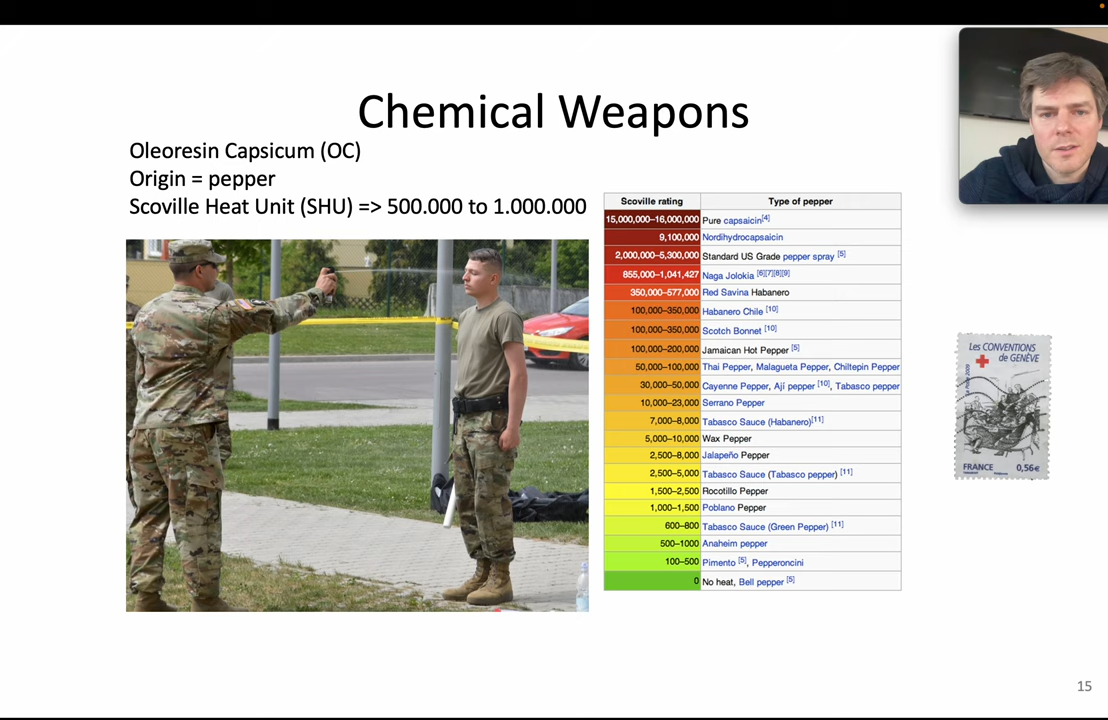 Chemical Weapons
Oleoresin Capsicum (OC)
Origin = pepper
Scoville Heat Unit (SHU) => 500.000 to 1.000.000
Scoville rating Type of pepper
15,000,000–16,000,000 Pure capsaicin[4]
9,100,000 Nordihydrocapsaicin
2,000,000–5,300,000 Standard US Grade pepper spray [5]
855,000–1,041,427 Naga Jolokia [6][7][8][9]
350,000–577,000 Red Savina Habanero
100,000–350,000 Habanero Chile [10]
100,000–350,000 Scotch Bonnet [10]
100,000–200,000 Jamaican Hot Pepper [5]
50,000–100,000 Thai Pepper, Malagueta Pepper, Chiltepin Pepper
30,000–50,000 Cayenne Pepper, Ají pepper [10], Tabasco pepper
10,000–23,000 Serrano Pepper
7,000–8,000 Tabasco Sauce (Habanero)[11]
5,000–10,000 Wax Pepper
2,500–8,000 Jalapeño Pepper
2,500–5,000 Tabasco Sauce (Tabasco pepper) [11]
1,500–2,500 Rocotillo Pepper
1,000–1,500 Poblano Pepper
600–800 Tabasco Sauce (Green Pepper) [11]
500–1000 Anaheim pepper
100–500 Pimento [5], Pepperoncini
0 No heat, Bell pepper [5]
Les CONVENTIONS
de GENÈVE
FRANCE 0,56€
15